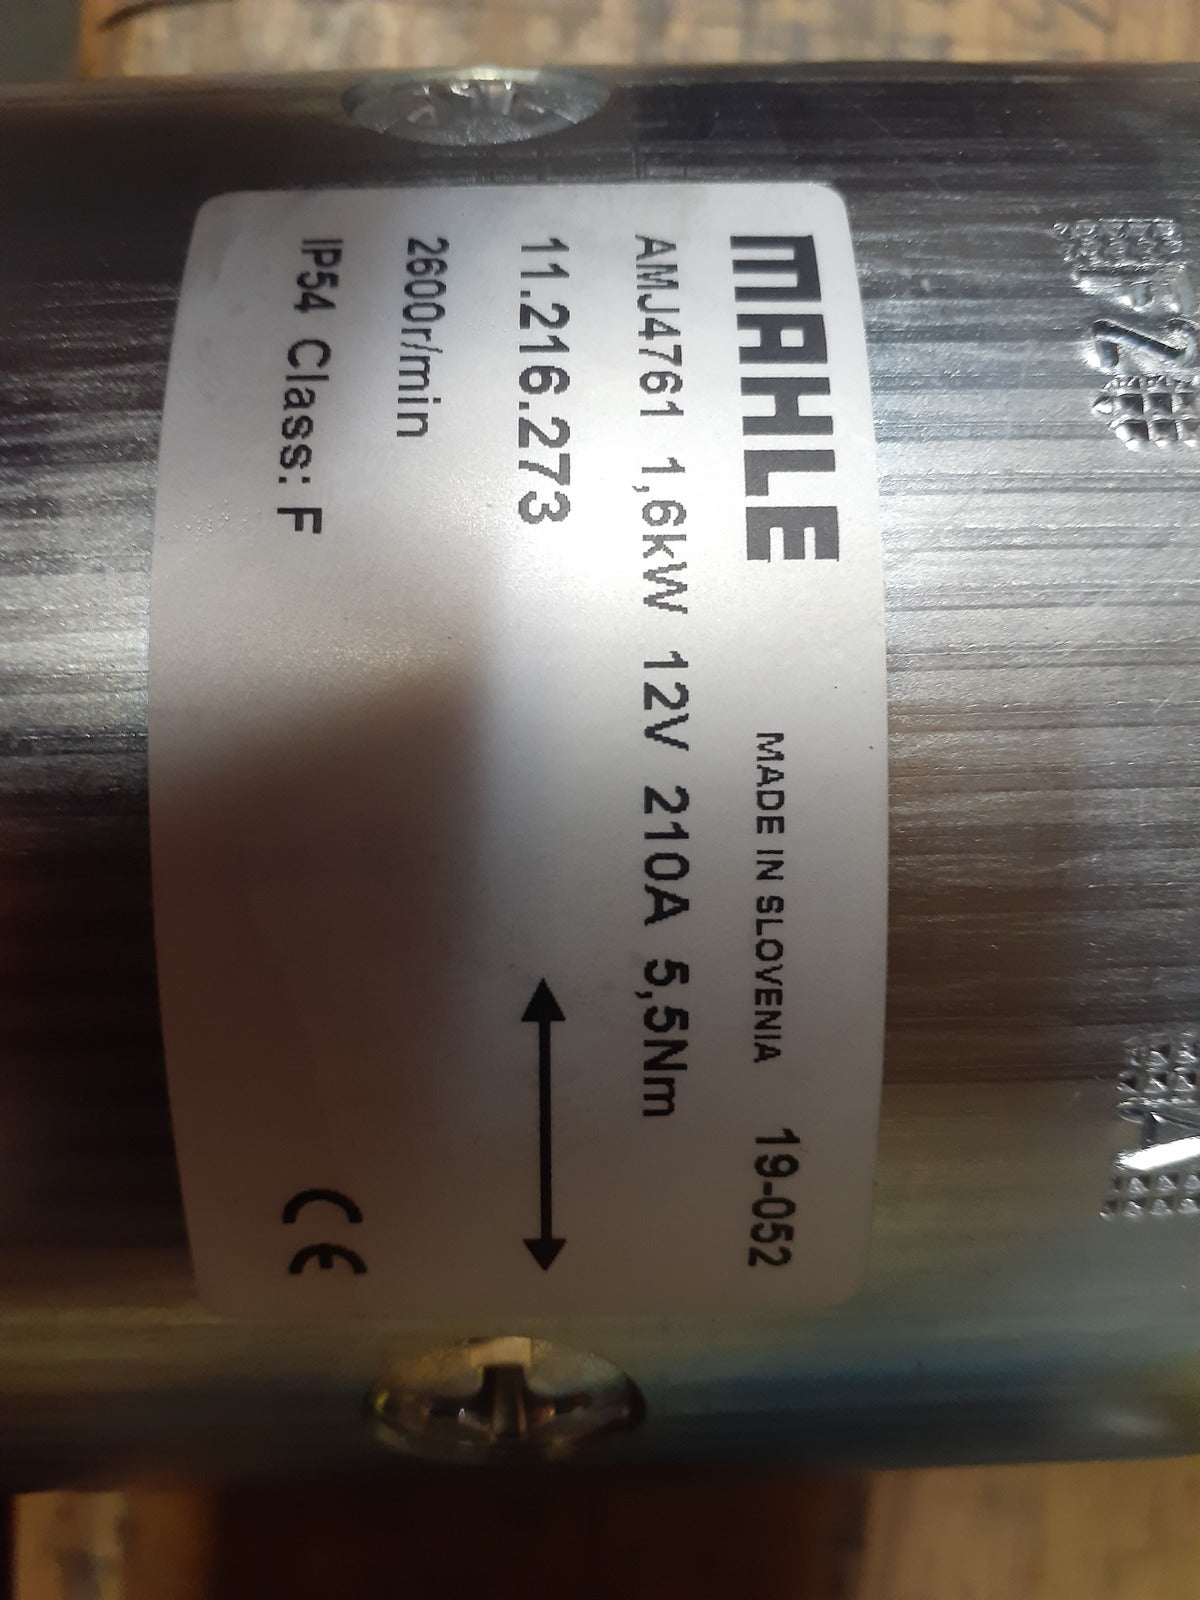 MAHLE MADE IN SLOVENIA 19-052
AMJ4761 1,6kW 12V 210A 5,5Nm
11.216.273
2600r/min
IP54 Class: F
CE